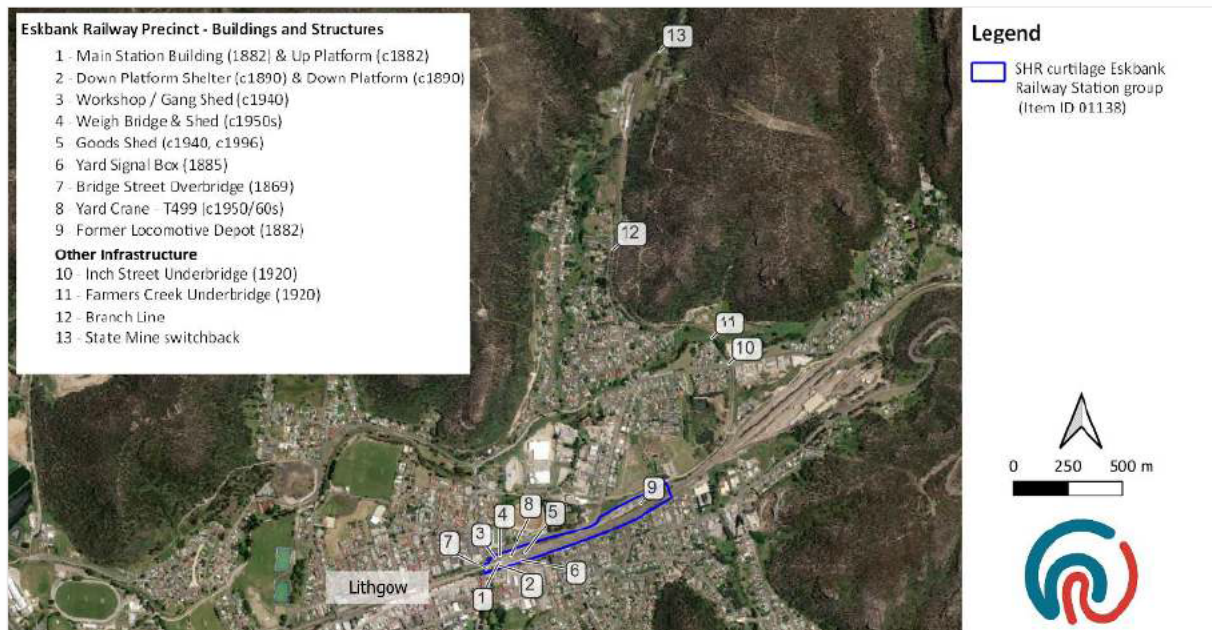 Eskbank Railway Precinct - Buildings and Structures
1 - Main Station Building (1882) & Up Platform (c1882)
2 - Down Platform Shelter (c1890) & Down Platform (c1890)
3 - Workshop / Gang Shed (c1940)
4 - Weigh Bridge & Shed (c1950s)
5 - Goods Shed (c1940, c1996)
6 - Yard Signal Box (1885)
7 - Bridge Street Overbridge (1869)
8 - Yard Crane - T499 (c1950/60s)
9 - Former Locomotive Depot (1882)
Other Infrastructure
10 - Inch Street Underbridge (1920)
11 - Farmers Creek Underbridge (1920)
12 - Branch Line
13 - State Mine switchback
Legend
SHR curtilage Eskbank
Railway Station group
(Item ID 01138)
13
12
11
10
9
8
4
5
3
7
6
2
1
Lithgow
0 250 500 m